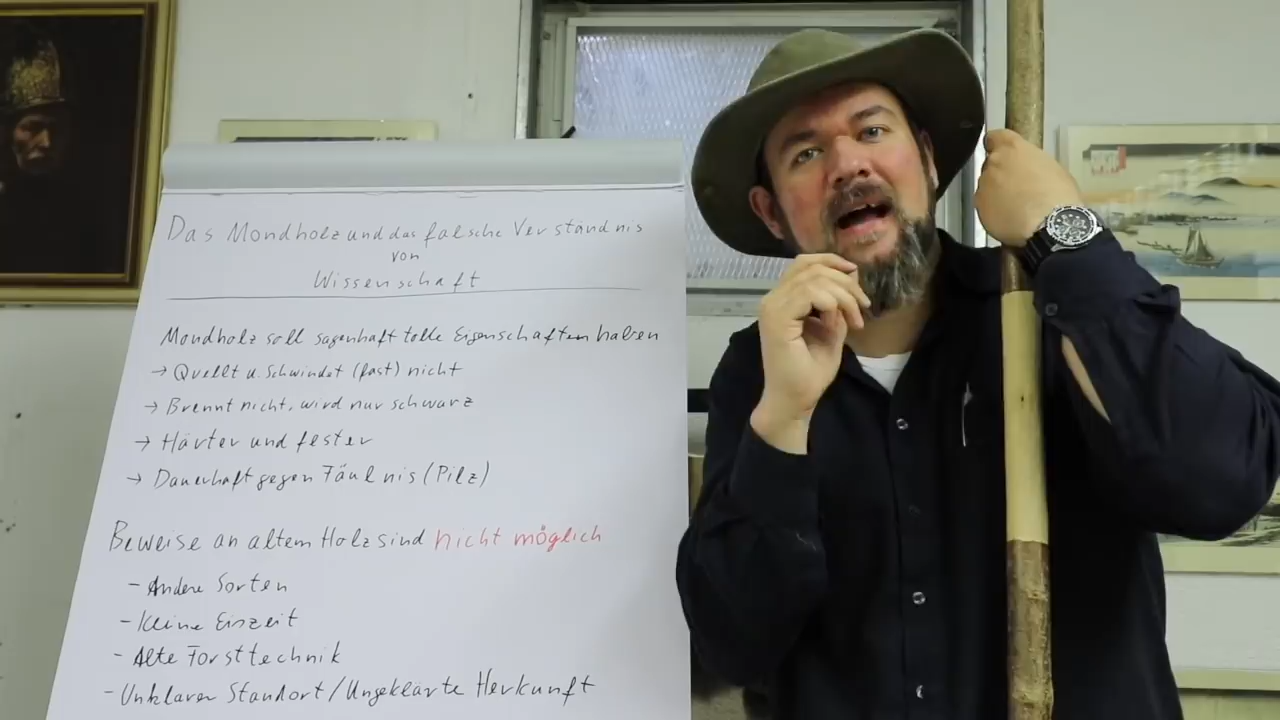 Das Mondholz und das falsche Verständnis
von
Wissenschaft
Mondholz soll sagenhaft tolle Eigenschaften haben
→ Quellt u. Schwindet (fast) nicht
→ Brennt nicht, wird nur schwarz
→ Härter und fester
→ Dauerhaft gegen Fäulnis (Pilz)
Beweise an altem Holz sind nicht möglich
- Andere Sorten
- Keine Eiszeit
- Alte Forsttechnik
- Unklarer Standort/Ungeklärte Herkunft